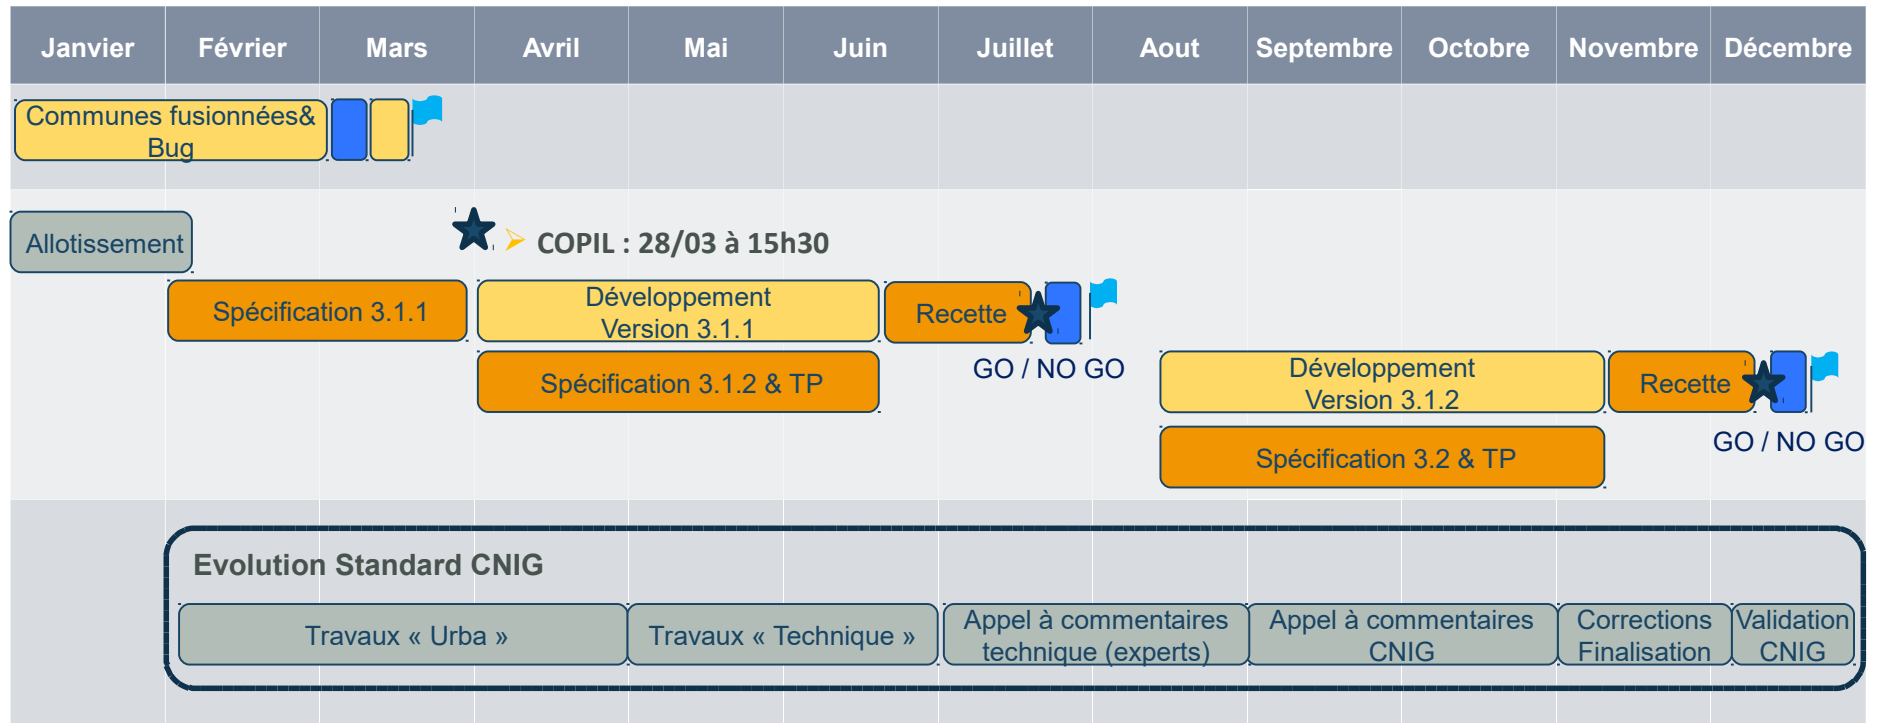 Janvier Février Mars Avril Mai Juin Juillet Aout Septembre Octobre Novembre Décembre
Communes fusionnées&
Bug
Allotissement
COPIL : 28/03 à 15h30
Spécification 3.1.1
Développement
Version 3.1.1
Recette
GO / NO GO
Spécification 3.1.2 & TP
Développement
Version 3.1.2
Recette
GO / NO GO
Spécification 3.2 & TP
Evolution Standard CNIG
Travaux « Urba »
Travaux « Technique »
Appel à commentaires
technique (experts)
Appel à commentaires
CNIG
Corrections
Finalisation
Validation
CNIG